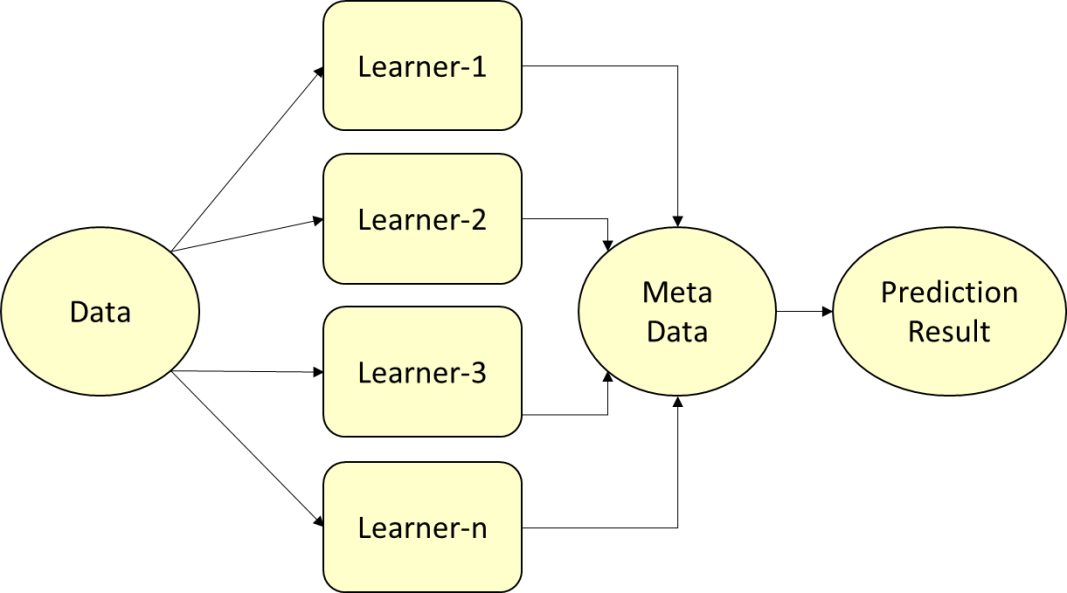 Learner-1
Learner-2
Data
Meta
Data
Prediction
Result
Learner-3
Learner-n